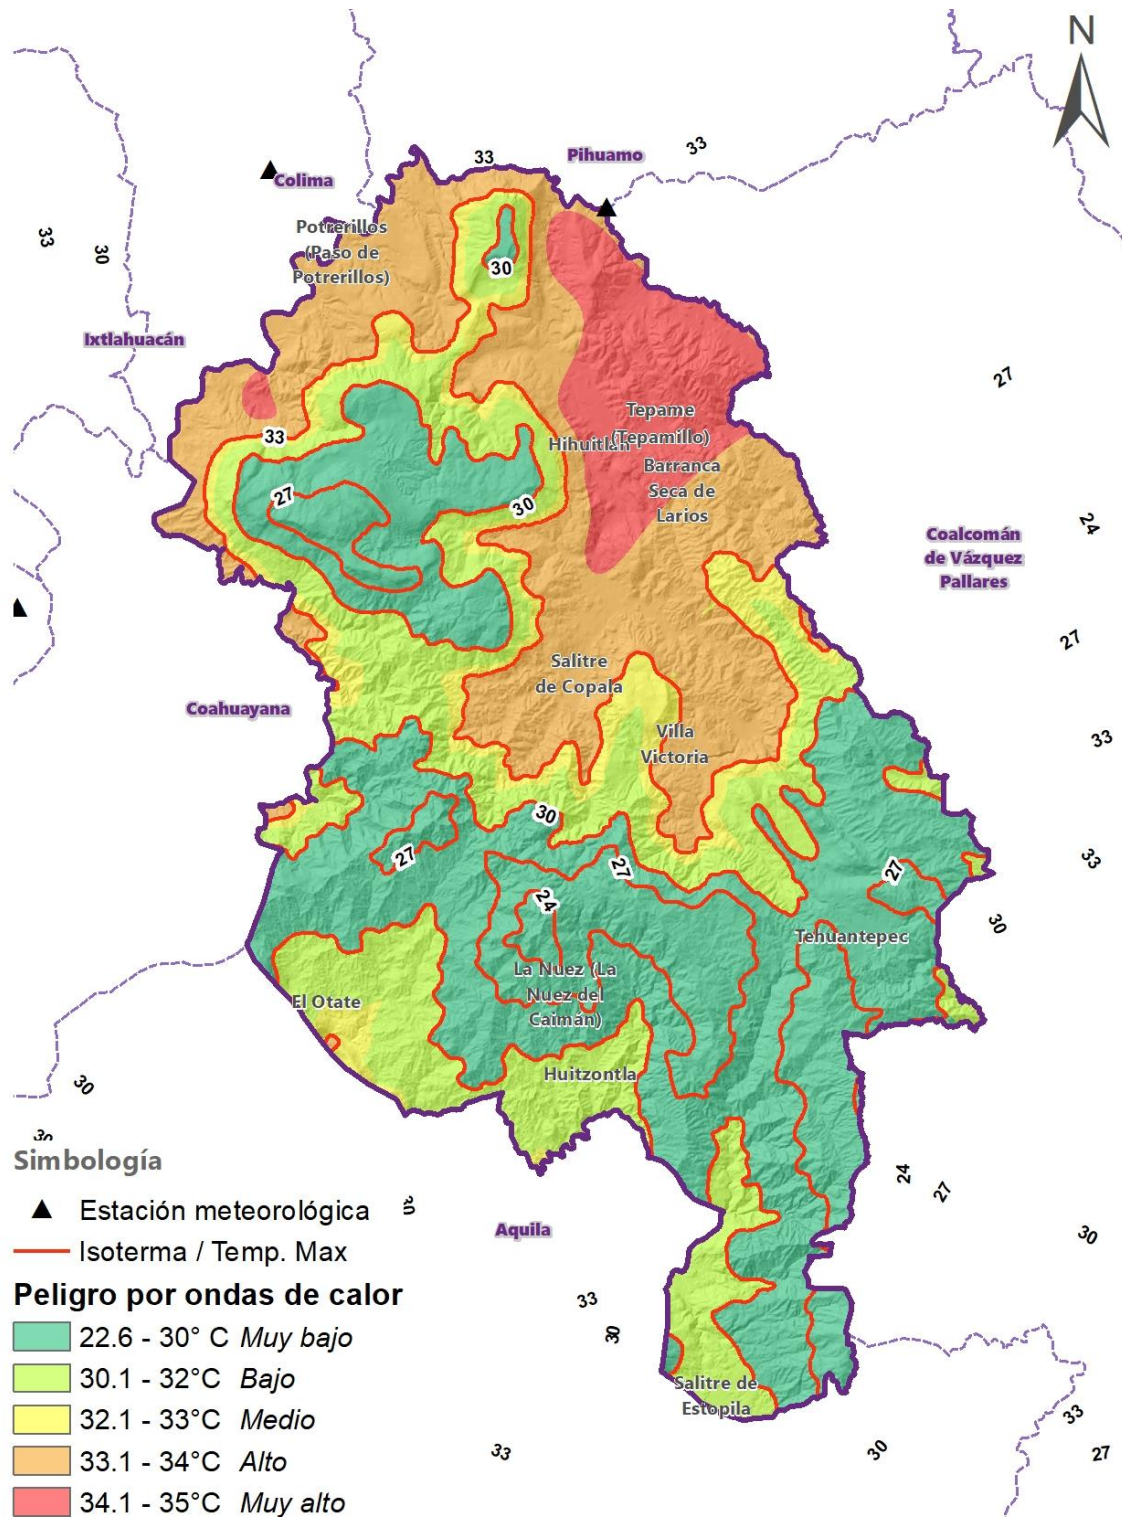 N
33
Pihuamo
33
Colima
Potrerillos
(Paso de
Potrerillos)
33
30
30
Ixtlahuacán
27
33
Tepame
(Tepamillo)
Hihuitlán
Barranca
Seca de
Larios
27
30
24
Coalcomán
de Vázquez
Pallares
27
Salitre
de Copala
Coahuayana
Villa
Victoria
33
30
27
27
27
33
24
30
Tehuantepec
La Nuez (La
Nuez del
Caimán)
El Otate
Huitzontla
30
30
Simbología
24
27
Estación meteorológica
30
Aquila
30
Isoterma / Temp. Max
Peligro por ondas de calor
33
30
22.6 - 30° C Muy bajo
30.1 - 32°C Bajo
Salitre de
Estopila
32.1 - 33°C Medio
33
33
30
27
33.1 - 34°C Alto
34.1 - 35°C Muy alto